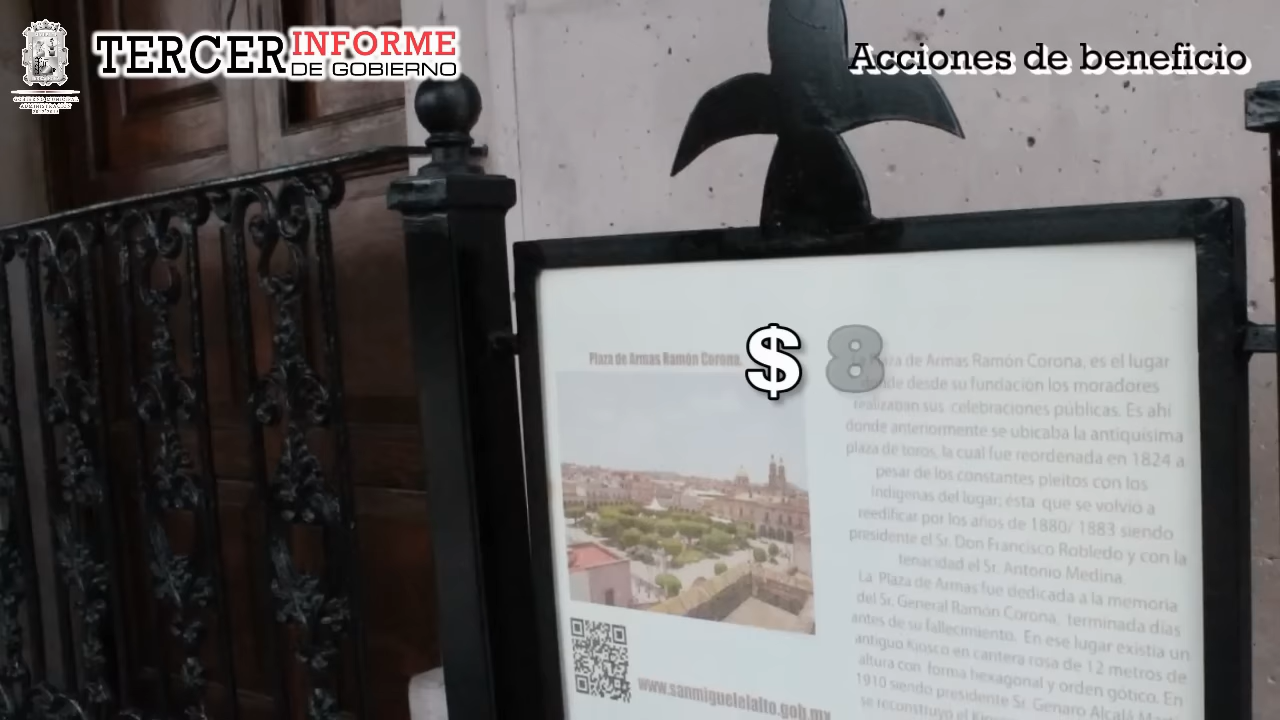 TERCER INFORME
DE GOBIERNO
Acciones de beneficio
$ 8
Plaza de Armas Ramón Corona.
Plaza de Armas Ramón Corona, es el lugar
donde desde su fundación los moradores
realizaban sus celebraciones públicas. Es ahí
donde anteriormente se ubicaba la antiquísima
plaza de toros, la cual fue reordenada en 1824 a
pesar de los constantes pleitos con los
indígenas del lugar; ésta que se volvió a
reedificar por los años de 1880/ 1883 siendo
presidente el Sr. Don Francisco Robledo y con la
tenacidad el Sr. Antonio Medina.
La Plaza de Armas fue dedicada a la memoria
del Sr. General Ramón Corona, terminada días
antes de su fallecimiento. En ese lugar existía un
antiguo Kiosco en cantera rosa de 12 metros de
altura con forma hexagonal y orden gótico. En
1910 siendo presidente Sr. Genaro Alcalá
se reconstruyó el
www.sanmiguelelalto.gob.mx